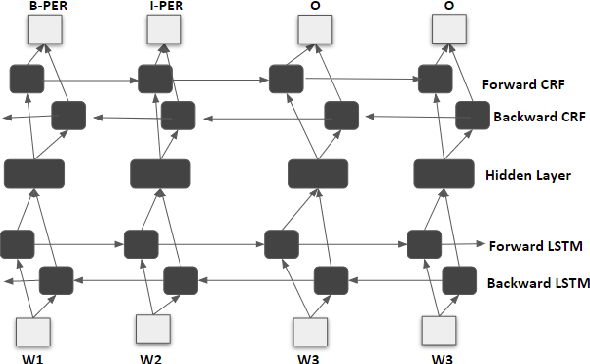 B-PER I-PER O O
Forward CRF
Backward CRF
Hidden Layer
Forward LSTM
Backward LSTM
W1 W2 W3 W3